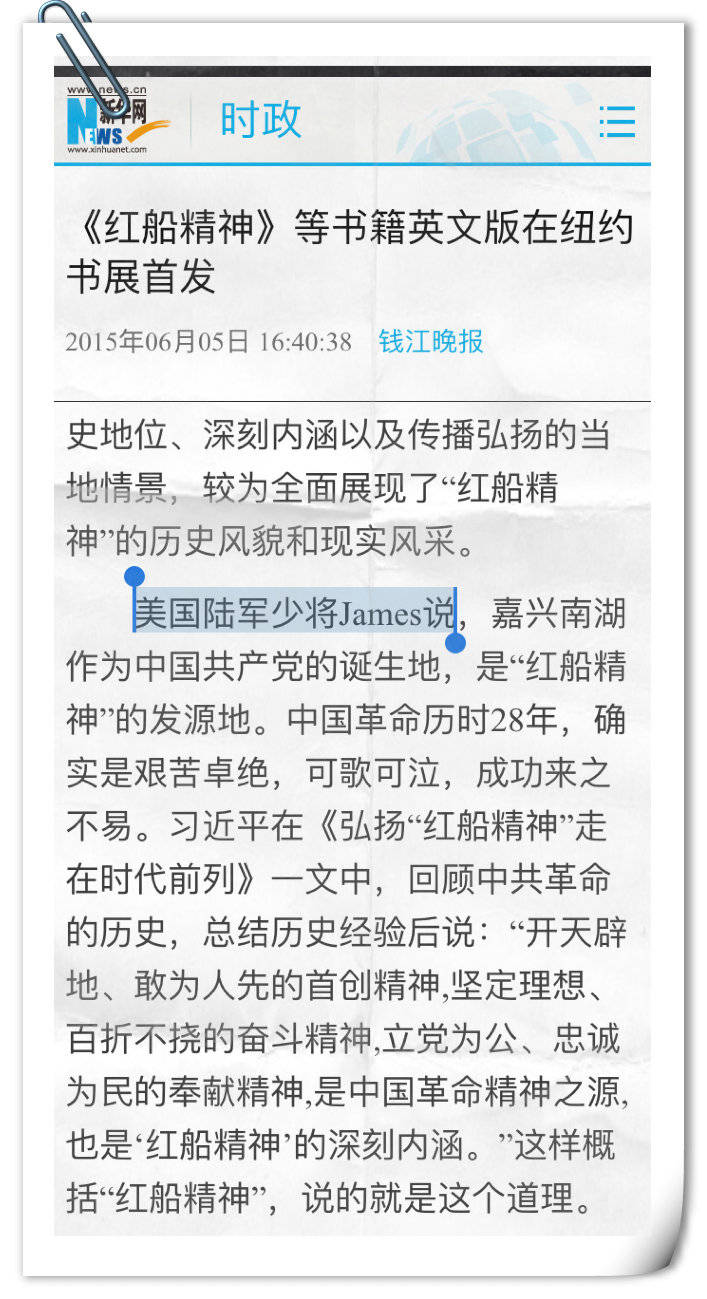 www.news.cn
新华网
NEWS
www.xinhuanet.com
时政
《红船精神》等书籍英文版在纽约
书展首发
2015年06月05日 16:40:38 钱江晚报
史地位、深刻内涵以及传播弘扬的当
地情景，较为全面展现了“红船精
神”的历史风貌和现实风采。
美国陆军少将James说，嘉兴南湖
作为中国共产党的诞生地，是“红船精
神”的发源地。中国革命历时28年，确
实是艰苦卓绝，可歌可泣，成功来之
不易。习近平在《弘扬“红船精神”走
在时代前列》一文中，回顾中共革命
的历史，总结历史经验后说：“开天辟
地、敢为人先的首创精神,坚定理想、
百折不挠的奋斗精神,立党为公、忠诚
为民的奉献精神,是中国革命精神之源,
也是‘红船精神’的深刻内涵。”这样概
括“红船精神”，说的就是这个道理。